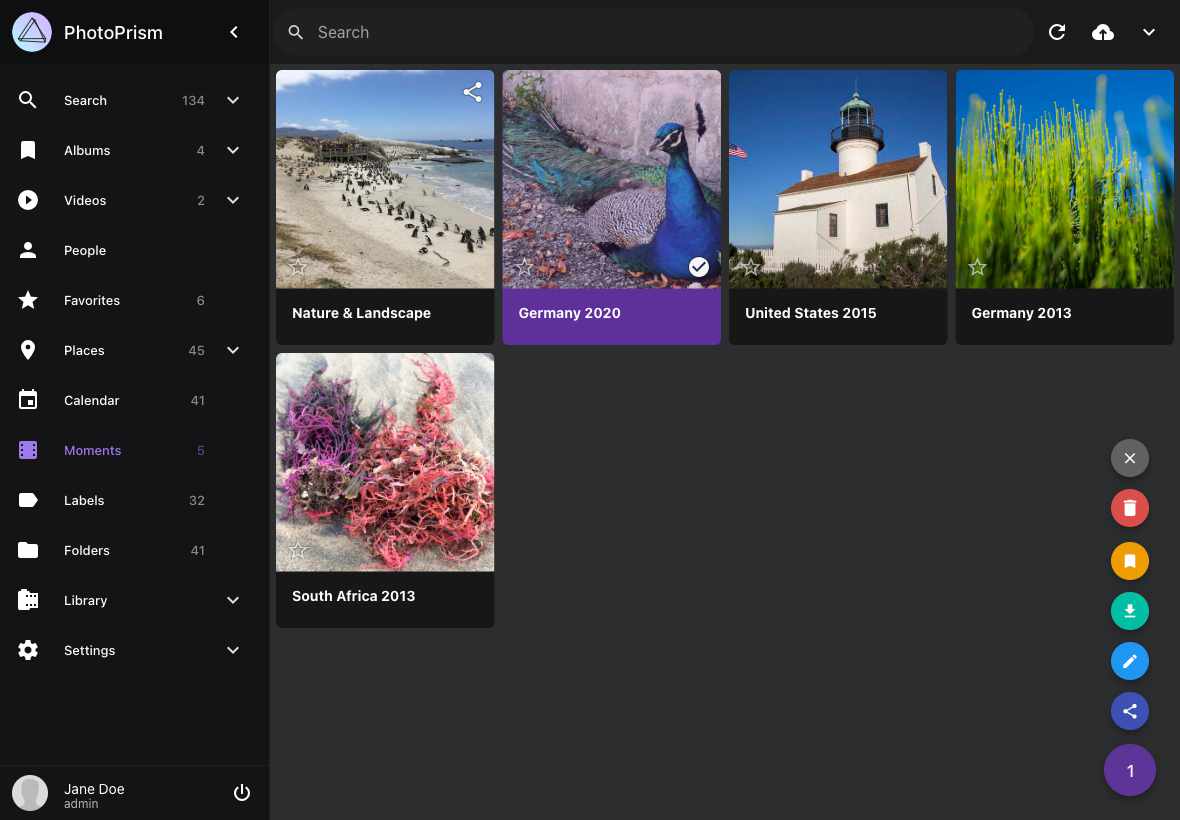 PhotoPrism
Search
Search 134
Albums 4
Videos 2
People
Favorites 6
Places 45
Calendar 41
Moments 5
Labels 32
Folders 41
Library
Settings
Jane Doe
admin
Nature & Landscape
Germany 2020
United States 2015
Germany 2013
South Africa 2013
1